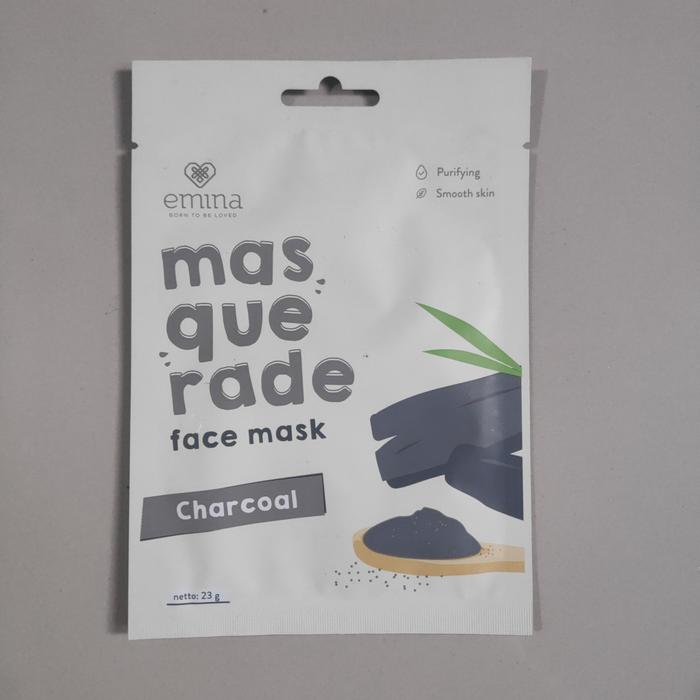 emina
BORN TO BE LOVED
Purifying
Smooth skin
mas
que
rade
face mask
Charcoal
netto: 23 g